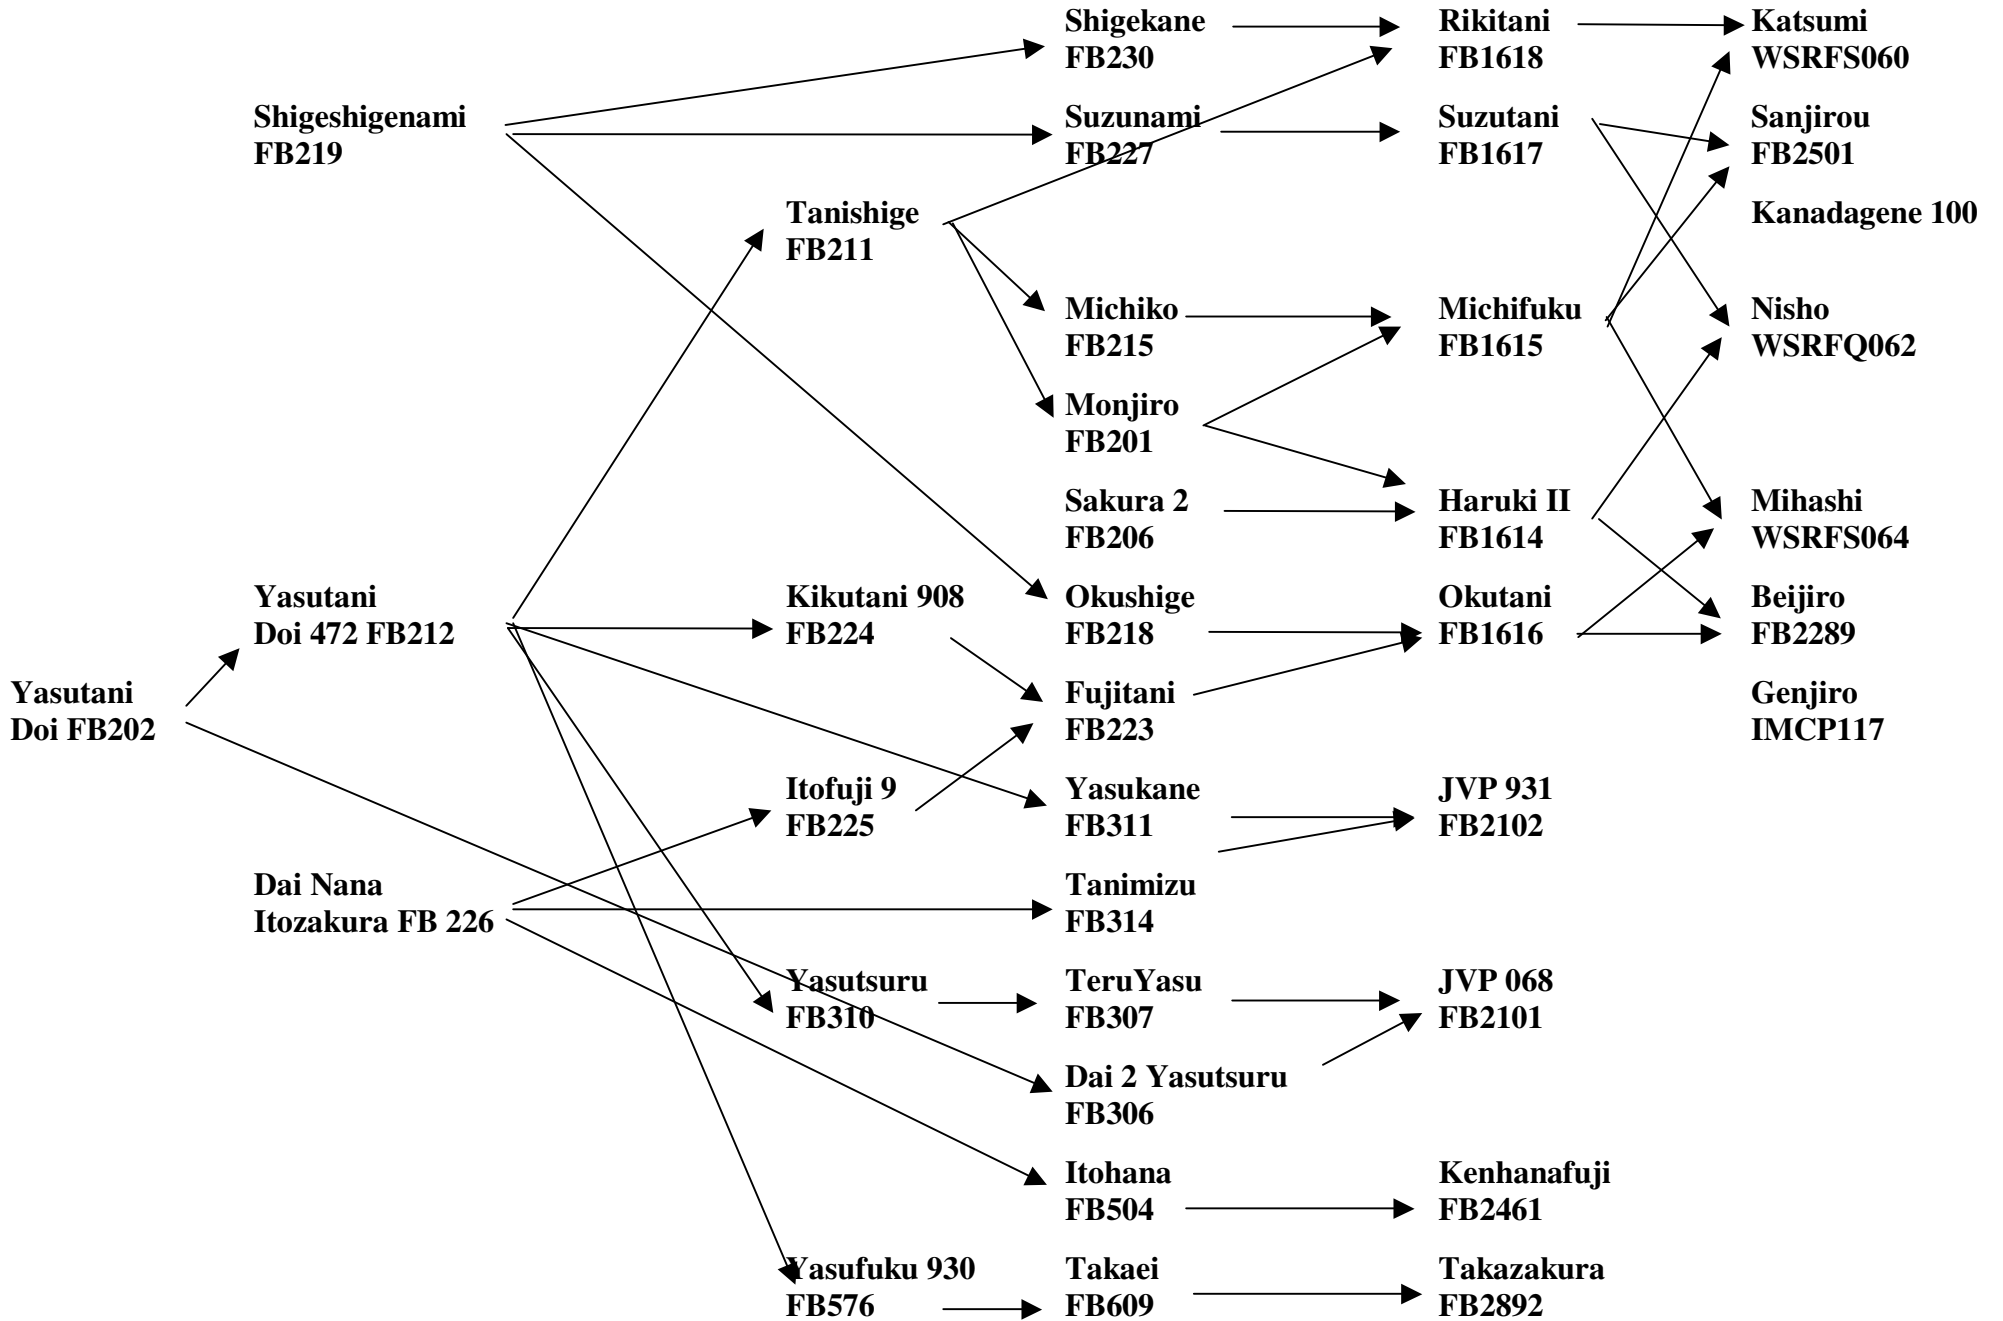 Shigekane
FB230
Rikitani
FB1618
Katsumi
WSRFS060
Shigeshigenami
FB219
Suzunami
FB227
Suzutani
FB1617
Sanjirou
FB2501
Tanishige
FB211
Kanadagene 100
Michiko
FB215
Michifuku
FB1615
Nisho
WSRFQ062
Monjiro
FB201
Sakura 2
FB206
Haruki II
FB1614
Mihashi
WSRFS064
Yasutani
Doi 472 FB212
Kikutani 908
FB224
Okushige
FB218
Okutani
FB1616
Beijiro
FB2289
Yasutani
Doi FB202
Fujitani
FB223
Genjiro
IMCP117
Itofuji 9
FB225
Yasukane
FB311
JVP 931
FB2102
Dai Nana
Itozakura FB 226
Tanimizu
FB314
Yasutsuru
FB310
TeruYasu
FB307
JVP 068
FB2101
Dai 2 Yasutsuru
FB306
Itohana
FB504
Kenhanafuji
FB2461
Yasufuku 930
FB576
Takaei
FB609
Takazakura
FB2892